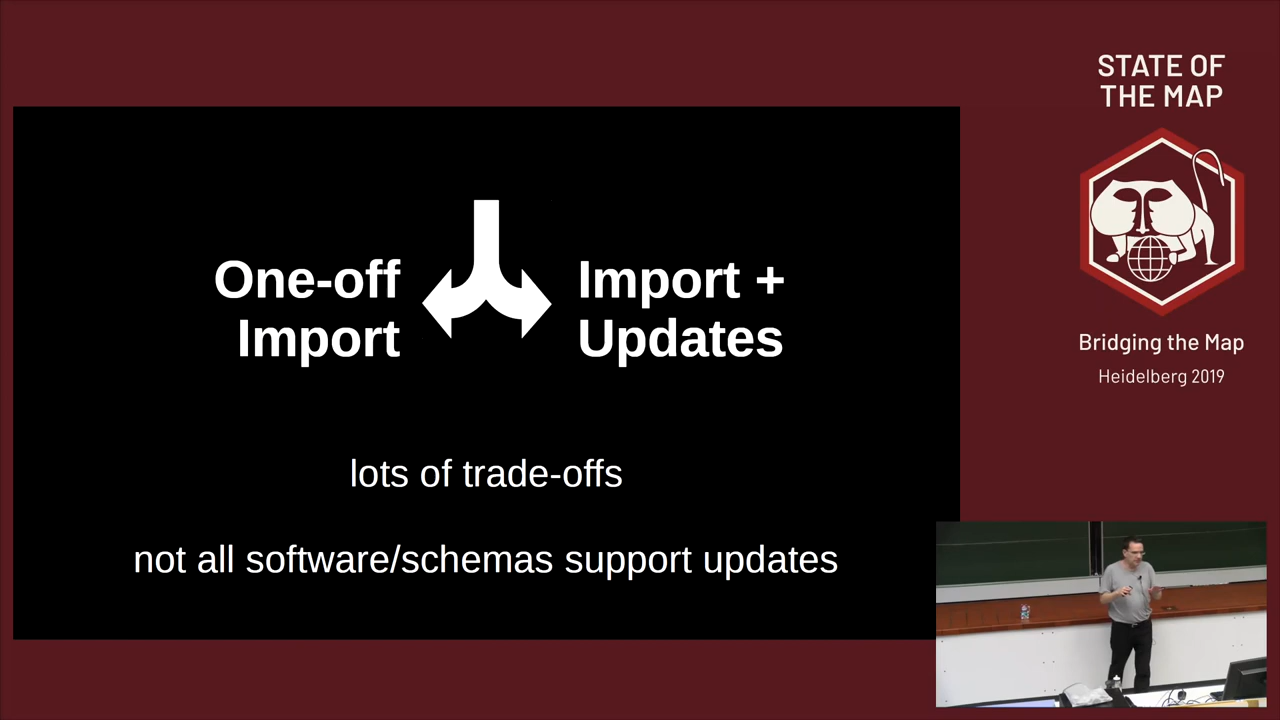 STATE OF
THE MAP
One-off
Import
Import +
Updates
lots of trade-offs
not all software/schemas support updates
Bridging the Map
Heidelberg 2019